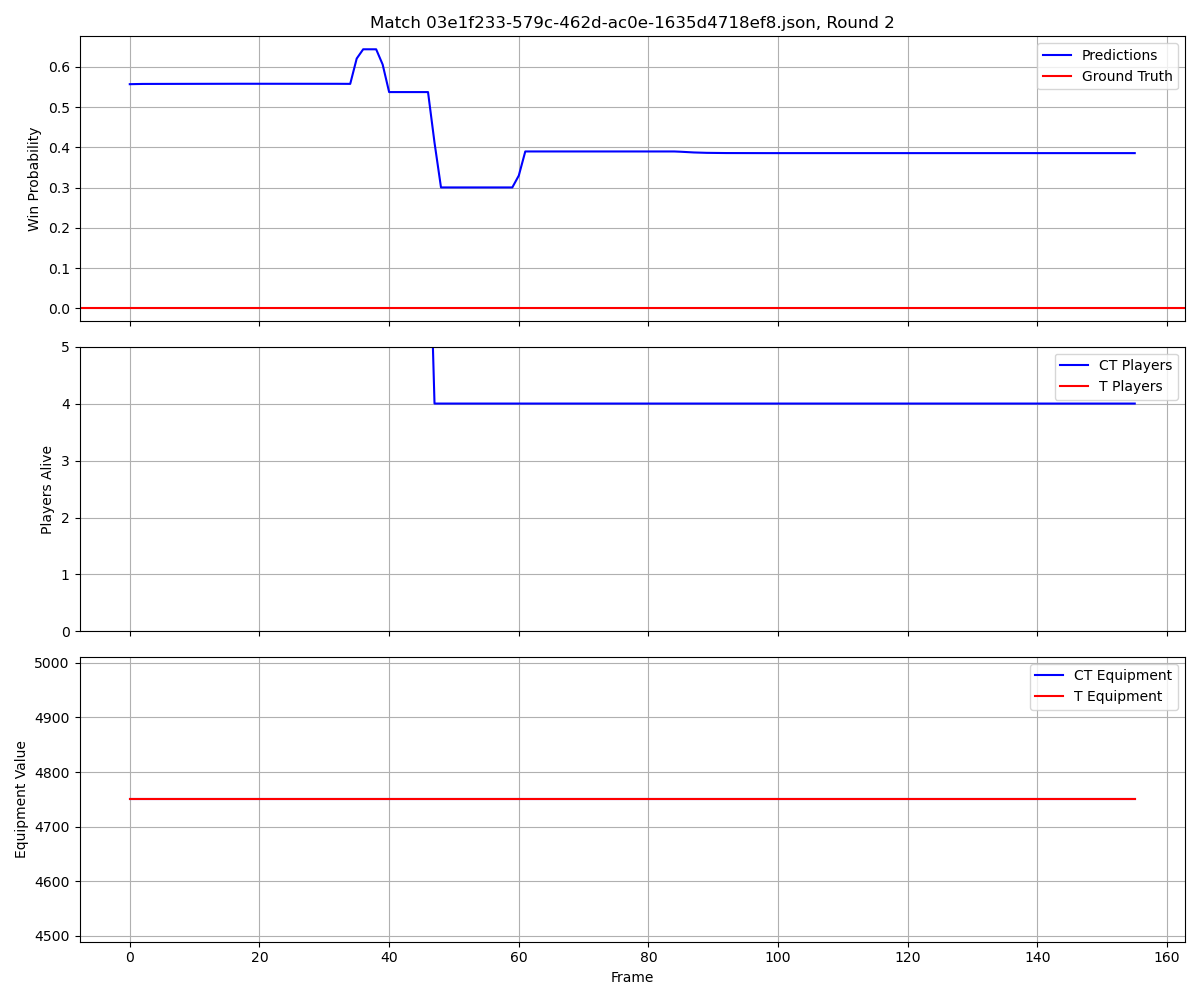 Match 03e1f233-579c-462d-ac0e-1635d4718ef8.json, Round 2
Win Probability
0.6
0.5
0.4
0.3
0.2
0.1
0.0
Predictions
Ground Truth
Players Alive
5
4
3
2
1
0
CT Players
T Players
Equipment Value
5000
4900
4800
4700
4600
4500
CT Equipment
T Equipment
0 20 40 60 80 100 120 140 160
Frame